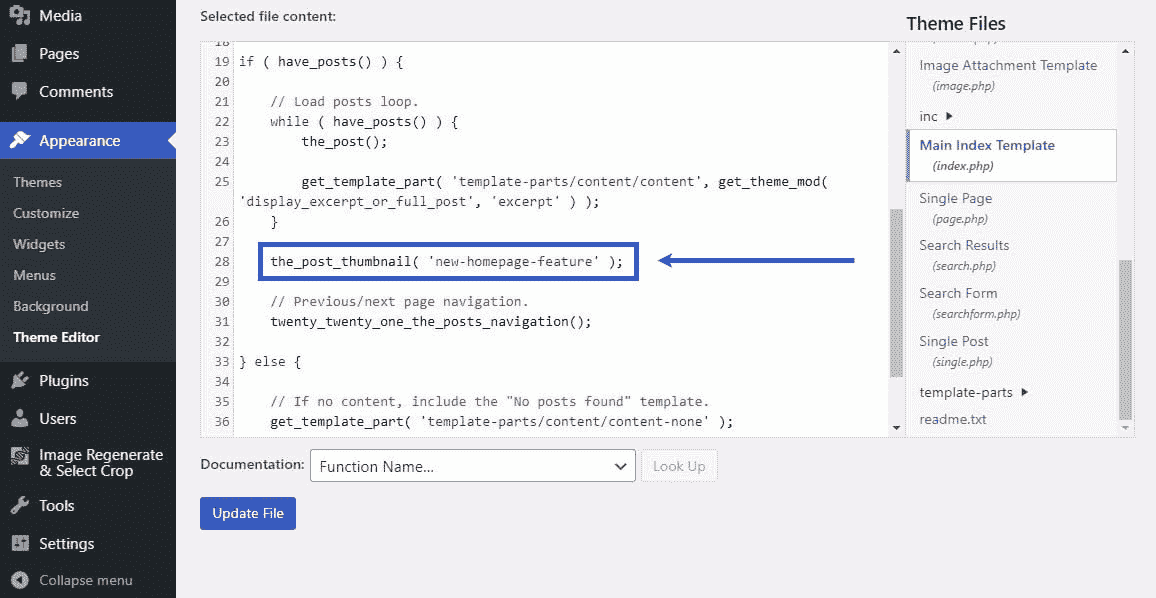 Media
Pages
Comments
Appearance
Themes
Customize
Widgets
Menus
Background
Theme Editor
Plugins
Users
Image Regenerate
& Select Crop
Tools
Settings
Collapse menu
Selected file content:
18
19 if ( have_posts() ) {
20
21 // Load posts loop.
22 while ( have_posts() ) {
23 the_post();
24
25 get_template_part( 'template-parts/content/content', get_theme_mod(
'display_excerpt_or_full_post', 'excerpt' ) );
26 }
27
28 the_post_thumbnail( 'new-homepage-feature' );
29
30 // Previous/next page navigation.
31 twenty_twenty_one_the_posts_navigation();
32
33 } else {
34
35 // If no content, include the "No posts found" template.
36 get_template_part( 'template-parts/content/content-none' );
Documentation: Function Name... Look Up
Update File
Theme Files
Image Attachment Template
(image.php)
inc
Main Index Template
(index.php)
Single Page
(page.php)
Search Results
(search.php)
Search Form
(searchform.php)
Single Post
(single.php)
template-parts
readme.txt